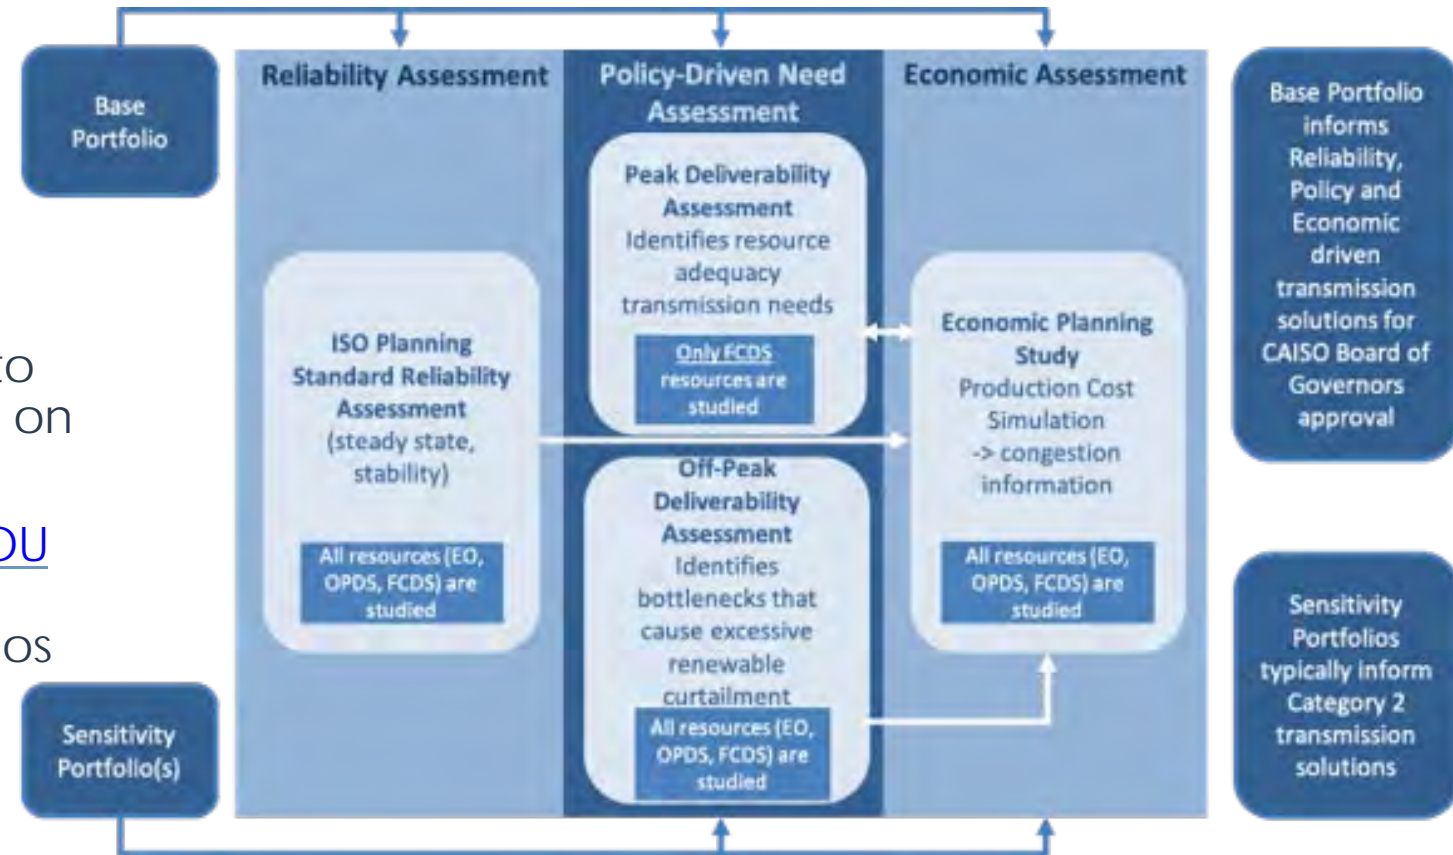 Base
Portfolio
to
on
DU
os
Sensitivity
Portfolio(s)
Reliability Assessment
ISO Planning
Standard Reliability
Assessment
(steady state,
stability)
All resources (EO,
OPDS, FCDS) are
studied
Policy-Driven Need
Assessment
Peak Deliverability
Assessment
Identifies resource
adequacy
transmission needs
Only FCDS
resources are
studied
Off-Peak
Deliverability
Assessment
Identifies
bottlenecks that
cause excessive
renewable
curtailment
All resources (EO,
OPDS, FCDS) are
studied
Economic Assessment
Economic Planning
Study
Production Cost
Simulation
-> congestion
information
All resources (EO,
OPDS, FCDS) are
studied
Base Portfolio
informs
Reliability,
Policy and
Economic
driven
transmission
solutions for
CAISO Board of
Governors
approval
Sensitivity
Portfolios
typically inform
Category 2
transmission
solutions